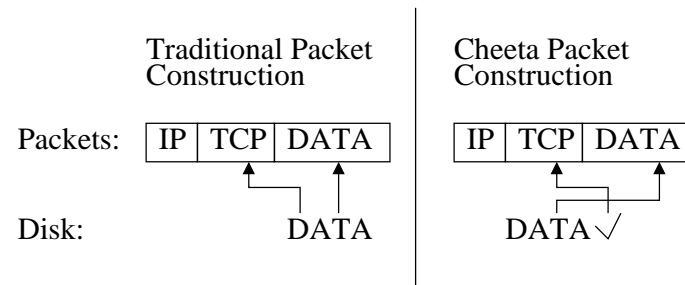 Traditional Packet
Construction
Cheeta Packet
Construction
Packets: IP TCP DATA
IP TCP DATA
Disk: DATA
DATA √